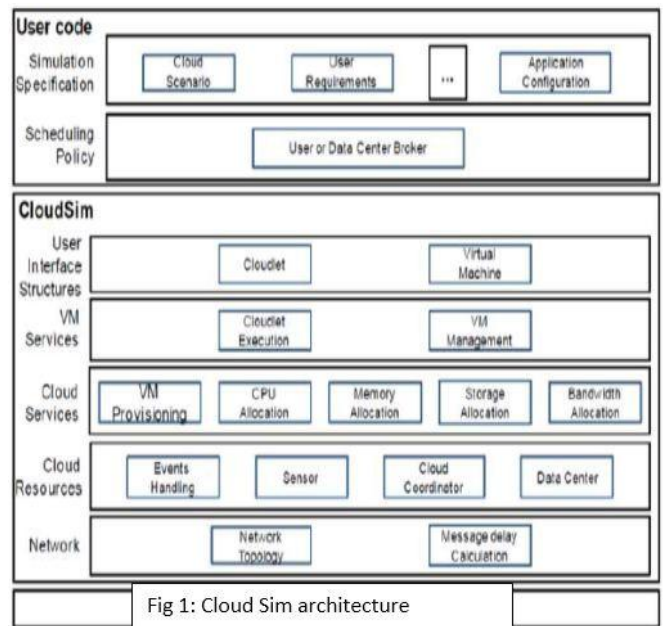 User code
Simulation
Specification
Cloud
Scenario
User
Requirements
...
Application
Configuration
Scheduling
Policy
User or Data Center Broker
CloudSim
User
Interface
Structures
Cloudlet
Virtual
Machine
VM
Services
Cloudlet
Execution
VM
Management
Cloud
Services
VM
Provisioning
CPU
Allocation
Memory
Allocation
Storage
Allocation
Bandwidth
Allocation
Cloud
Resources
Events
Handling
Sensor
Cloud
Coordinator
Data Center
Network
Network
Topology
Message delay
Calculation
Fig 1: Cloud Sim architecture